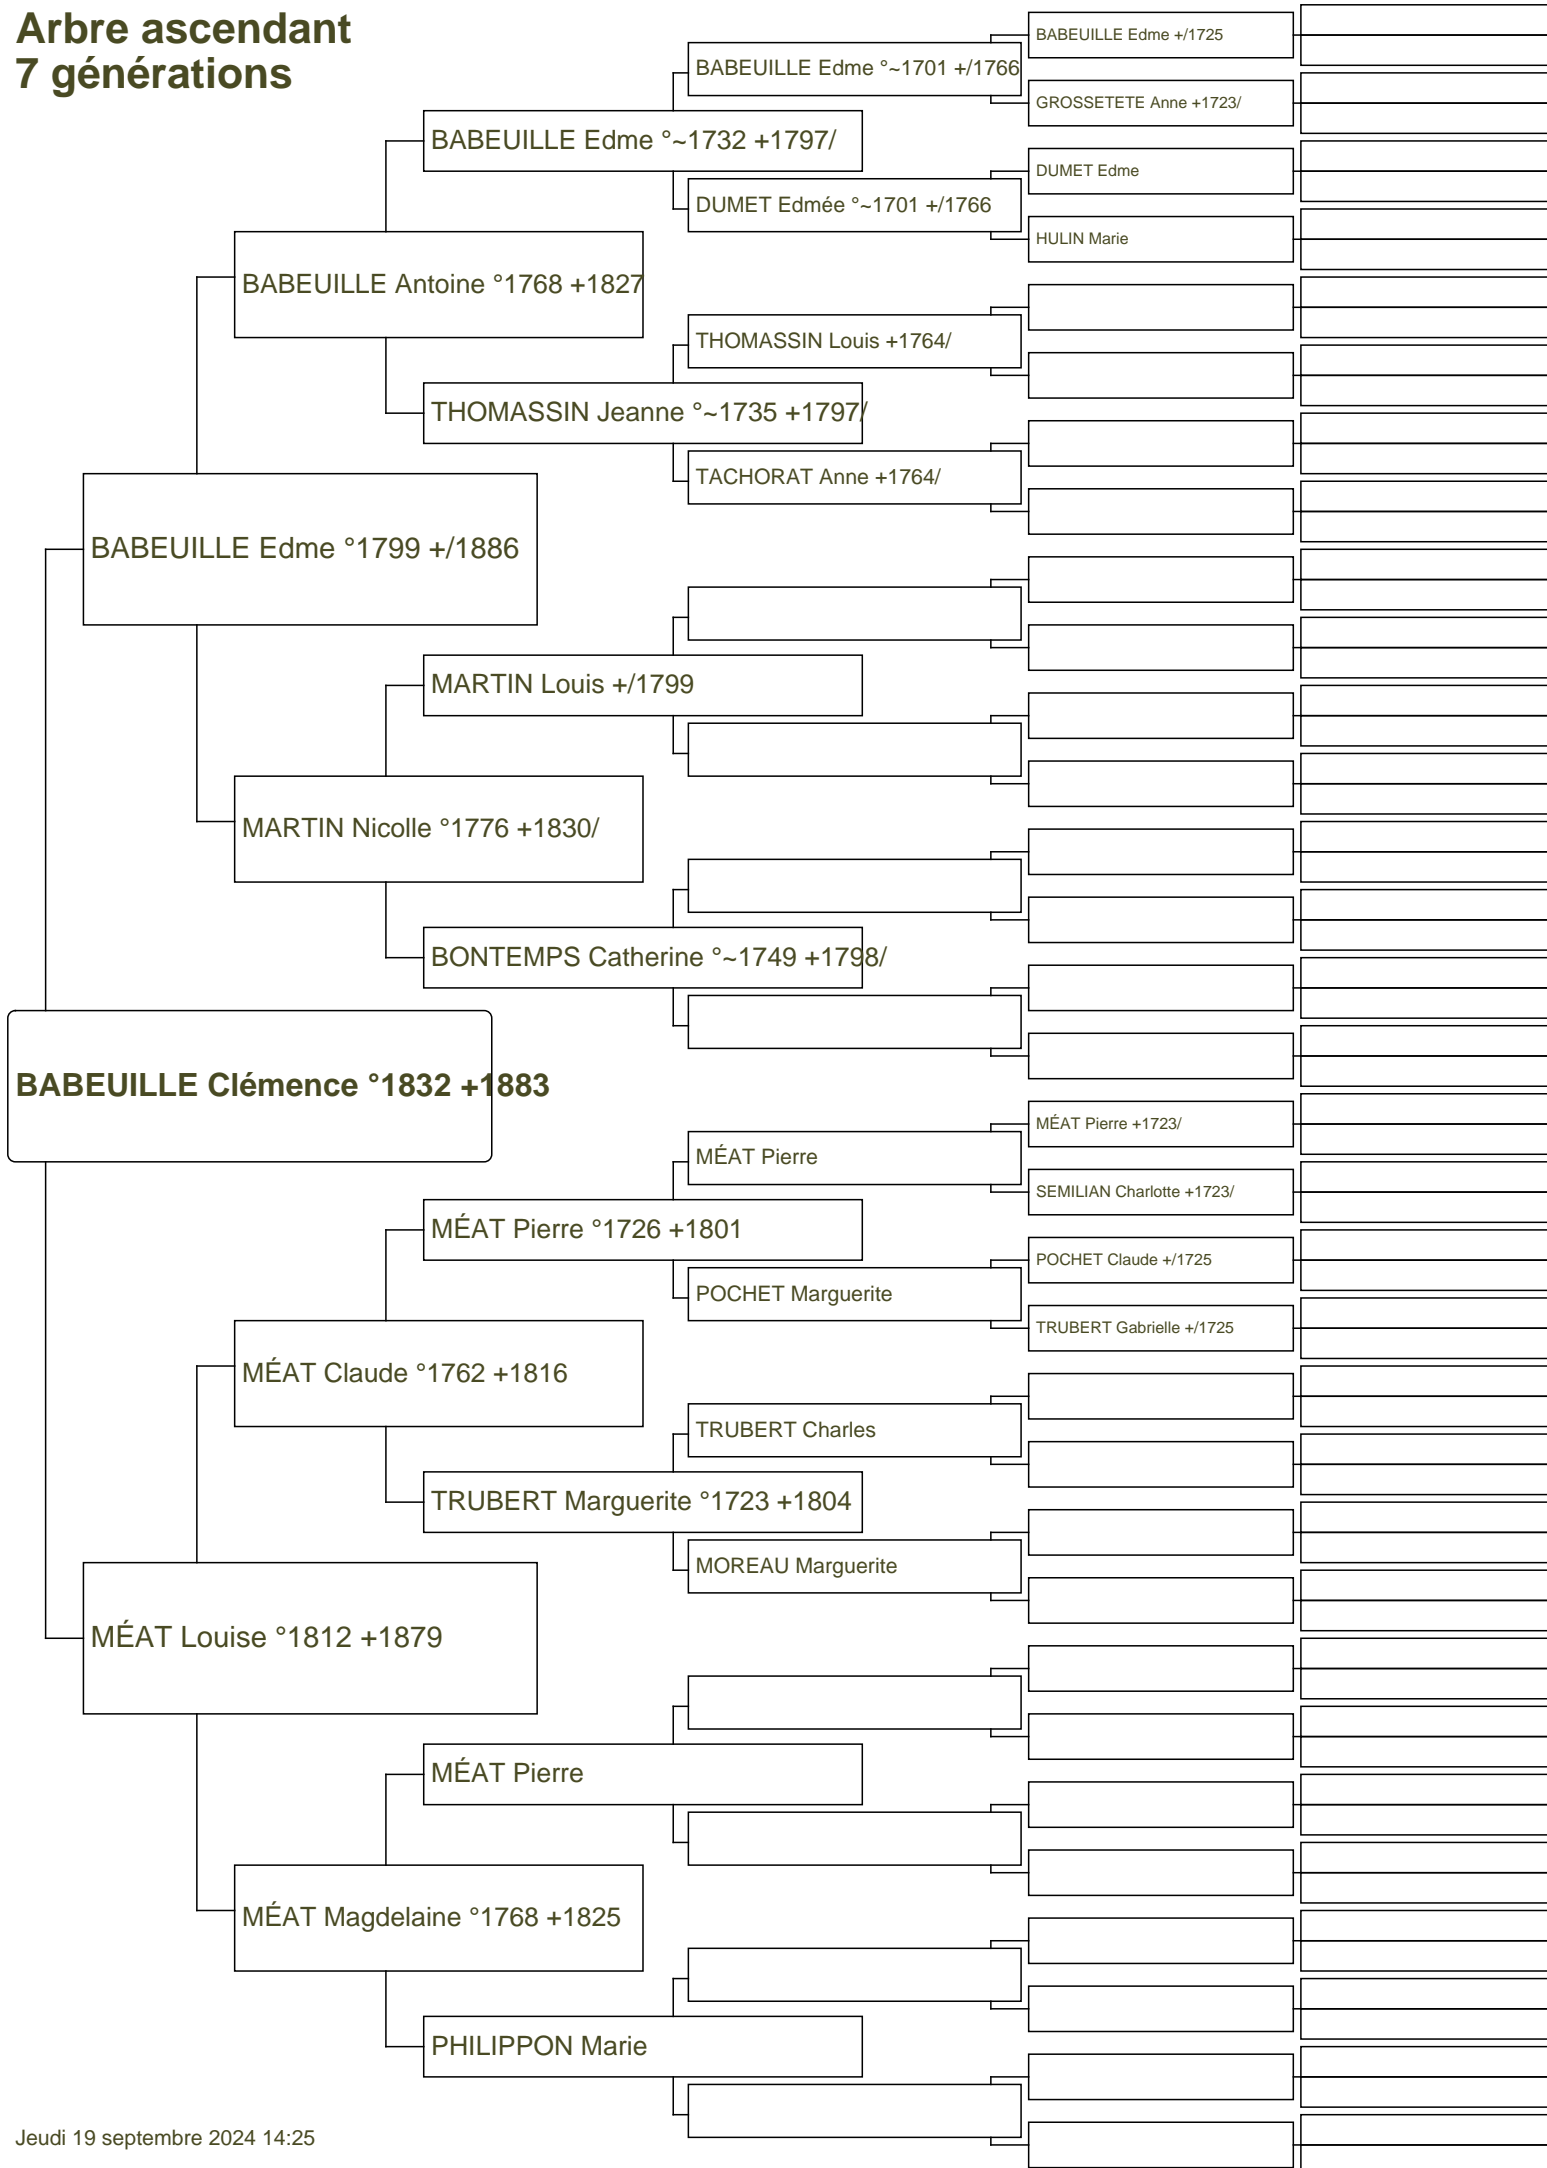 Arbre ascendant
7 générations
BABEUILLE Edme +/1725
BABEUILLE Edme °~1701 +/1766
GROSSETETE Anne +1723/
BABEUILLE Edme °~1732 +1797/
DUMET Edme
DUMET Edmée °~1701 +/1766
HULIN Marie
BABEUILLE Antoine °1768 +1827
THOMASSIN Louis +1764/
THOMASSIN Jeanne °~1735 +1797/
TACHORAT Anne +1764/
BABEUILLE Edme °1799 +/1886
MARTIN Louis +/1799
MARTIN Nicolle °1776 +1830/
BONTEMPS Catherine °~1749 +1798/
BABEUILLE Clémence °1832 +1883
MÉAT Pierre +1723/
MÉAT Pierre
SEMILIAN Charlotte +1723/
MÉAT Pierre °1726 +1801
POCHET Claude +/1725
POCHET Marguerite
TRUBERT Gabrielle +/1725
MÉAT Claude °1762 +1816
TRUBERT Charles
TRUBERT Marguerite °1723 +1804
MOREAU Marguerite
MÉAT Louise °1812 +1879
MÉAT Pierre
MÉAT Magdelaine °1768 +1825
PHILIPPON Marie
Jeudi 19 septembre 2024 14:25